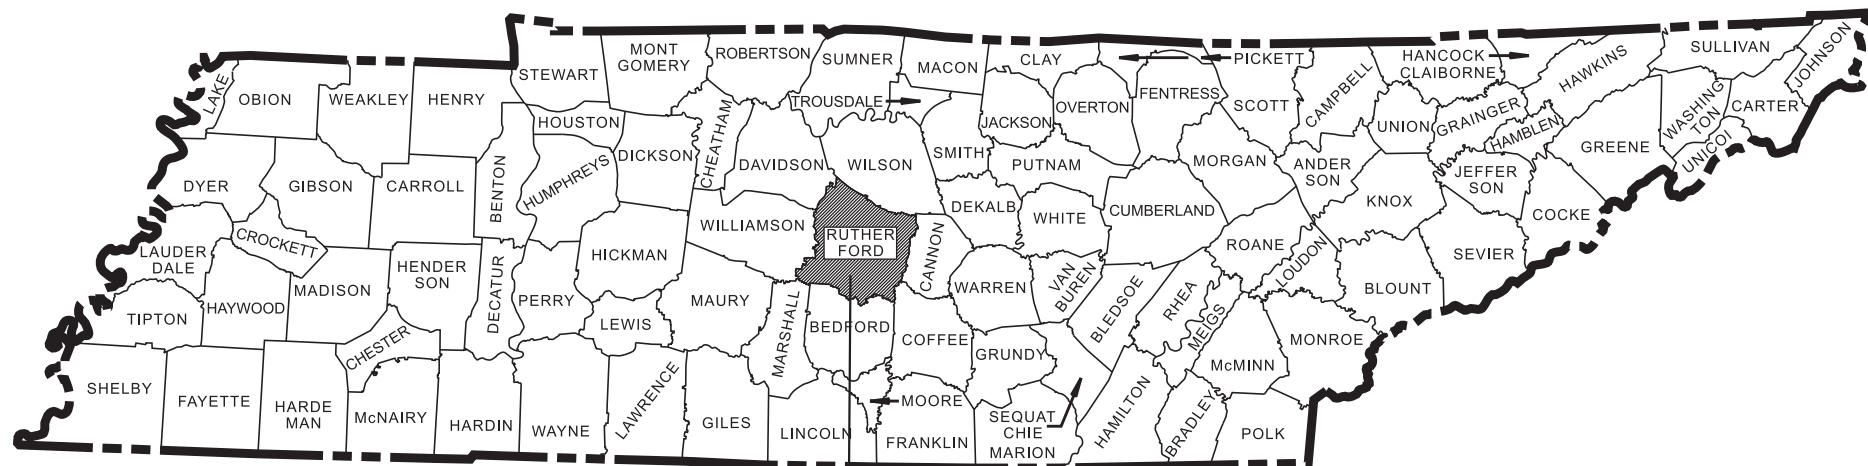 LAKE
OBION
WEAKLEY
HENRY
STEWART
MONT
GOMERY
ROBERTSON
SUMNER
MACON
CLAY
PICKETT
HANCOCK
CLAIBORNE
HAWKINS
SULLIVAN
JOHNSON
TROUSDALE
OVERTON
FENTRESS
SCOTT
CAMPBELL
UNION
GRAINGER
HAMBLEN
WASHING
TON
CARTER
UNICOI
HOUSTON
DICKSON
CHEATHAM
JACKSON
DAVIDSON
WILSON
SMITH
PUTNAM
MORGAN
ANDER
SON
JEFFER
SON
GREENE
DYER
GIBSON
CARROLL
BENTON
HUMPHREYS
KNOX
COCKE
WILLIAMSON
DEKALB
WHITE
CUMBERLAND
RUTHER
FORD
CANNON
ROANE
LOUDON
SEVIER
LAUDER
DALE
CROCKETT
HENDER
SON
DECATUR
HICKMAN
HAYWOOD
MADISON
PERRY
MAURY
WARREN
VAN
BUREN
BLEDSOE
RHEA
MEIGS
BLOUNT
TIPTON
CHESTER
LEWIS
MARSHALL
BEDFORD
COFFEE
GRUNDY
McMINN
MONROE
SHELBY
FAYETTE
HARDE
MAN
McNAIRY
HARDIN
WAYNE
LAWRENCE
GILES
LINCOLN
MOORE
FRANKLIN
SEQUAT
CHIE
MARION
HAMILTON
BRADLEY
POLK